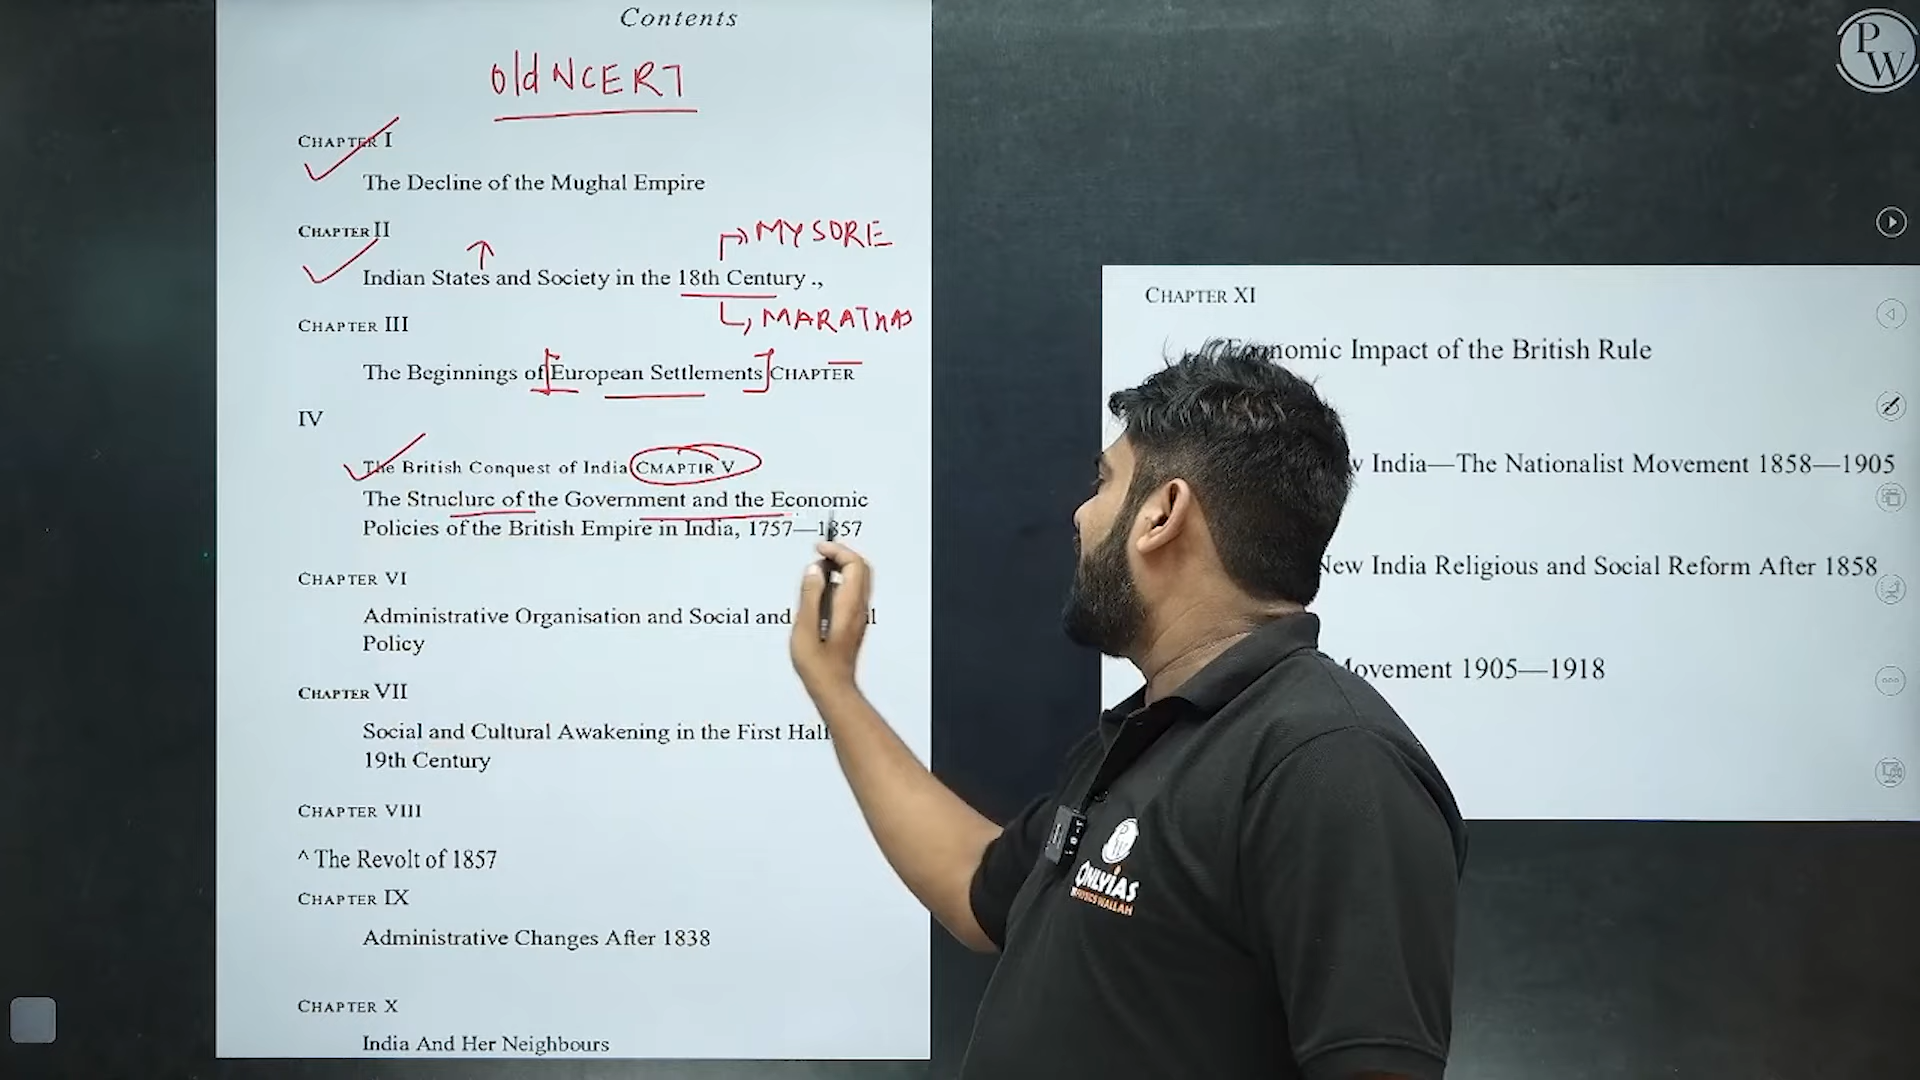 Contents
Old NCERT
CHAPTER I
The Decline of the Mughal Empire
CHAPTER II
MYSORE
Indian States and Society in the 18th Century .,
MARATHAS
CHAPTER III
The Beginnings of European Settlements CHAPTER
IV
The British Conquest of India CMAPTIR V
The Struclurc of the Government and the Economic
Policies of the British Empire in India, 1757—1857
CHAPTER VI
Administrative Organisation and Social and
Policy
CHAPTER VII
Social and Cultural Awakening in the First Half
19th Century
CHAPTER VIII
^ The Revolt of 1857
CHAPTER IX
Administrative Changes After 1838
CHAPTER X
India And Her Neighbours
CHAPTER XI
Economic Impact of the British Rule
India—The Nationalist Movement 1858—1905
New India Religious and Social Reform After 1858
Movement 1905—1918
PW
PW
ONLYIAS
PHYSICS WALLAH